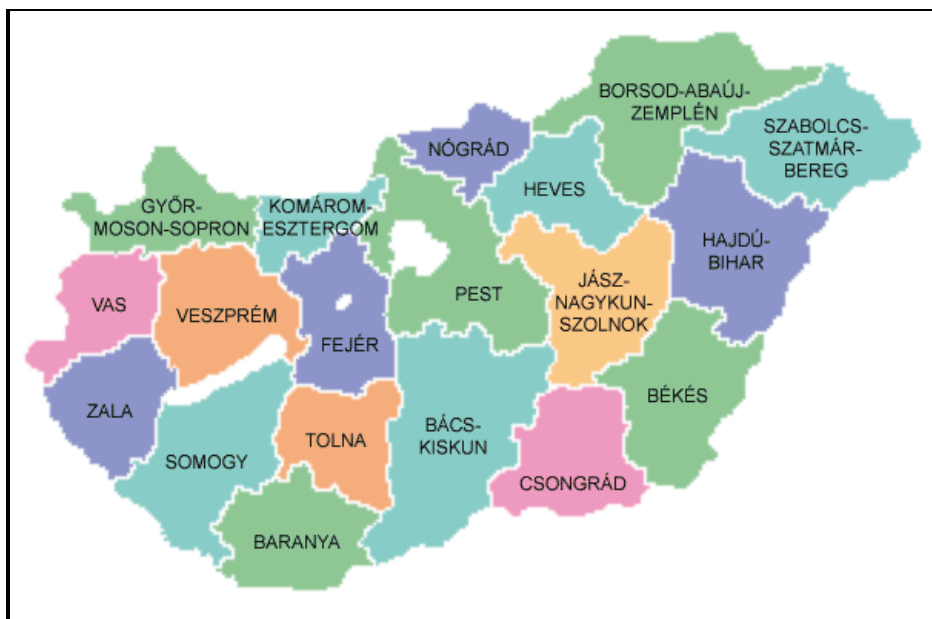 BORSOD-ABAÚJ-
ZEMPLÉN
SZABOLCS-
SZATMÁR-
BEREG
NÓGRÁD
HEVES
GYŐR-
MOSON-SOPRON
KOMÁROM-
ESZTERGOM
HAJDÚ-
BIHAR
VAS
VESZPRÉM
FEJÉR
PEST
JÁSZ-
NAGYKUN-
SZOLNOK
ZALA
SOMOGY
TOLNA
BÁCS-
KISKUN
BÉKÉS
CSONGRÁD
BARANYA